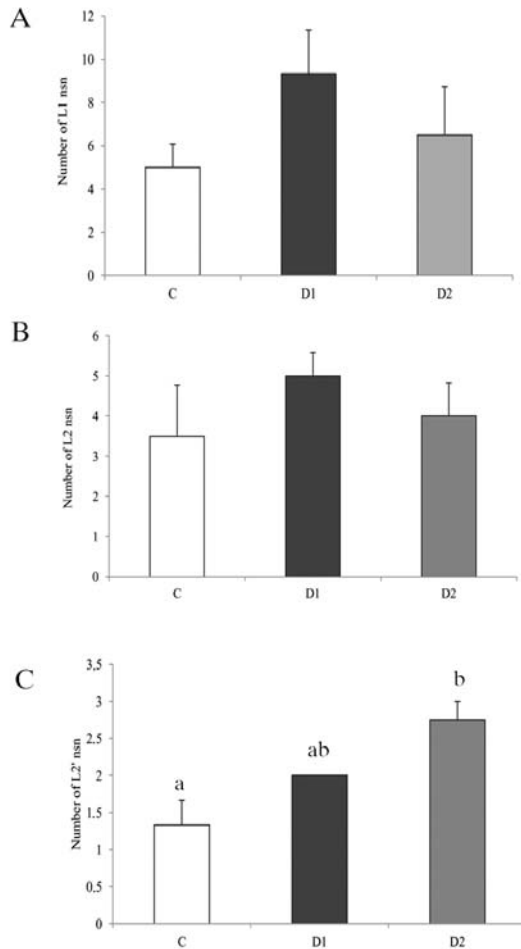 A
Number of L1 nsn
12
10
8
6
4
2
0
C D1 D2
B
Number of L2 nsn
6
5
4
3
2
1
0
C D1 D2
C
Number of L2' nsn
3,5
3
2.5
2
1.5
1
0.5
0
a
ab
b
C D1 D2